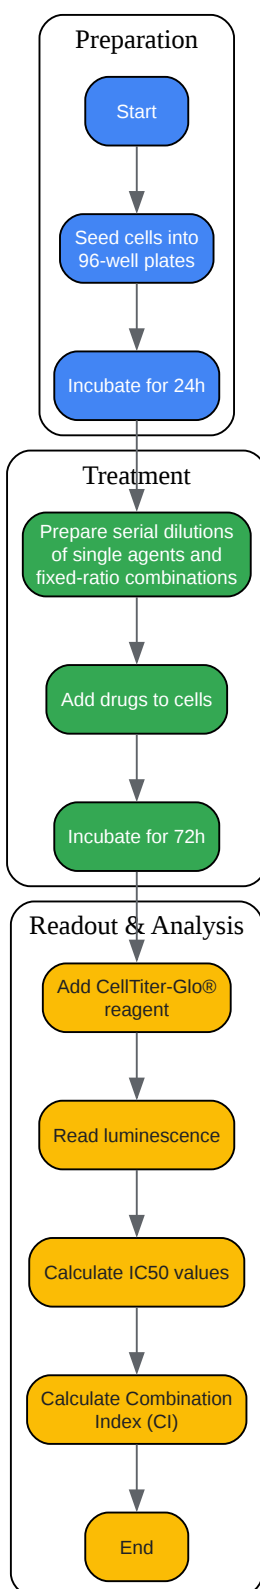 Preparation
Start
Seed cells into
96-well plates
Incubate for 24h
Treatment
Prepare serial dilutions
of single agents and
fixed-ratio combinations
Add drugs to cells
Incubate for 72h
Readout & Analysis
Add CellTiter-Glo®
reagent
Read luminescence
Calculate IC50 values
Calculate Combination
Index (CI)
End